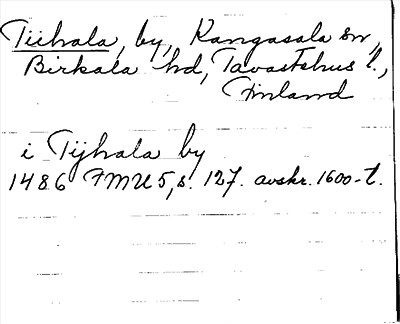 Tiihala, by, Kangasala sn,
Birkala hd, Tavastehus l.,
Finland
i Tijhala by
1486 FMU 5, s. 127. avskr. 1600-t.